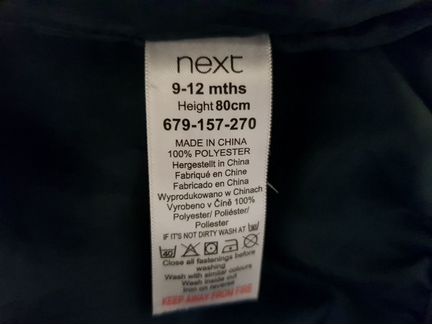 next
9-12 mths
Height 80cm
679-157-270
MADE IN CHINA
100% POLYESTER
Hergestellt in China
Fabriqué en Chine
Fabricado en China
Wyprodukowano w Chinach
Vyrobeno v Číně 100%
Polyester/ Poliéster/
Poliester
IF IT'S NOT DIRTY WASH AT
40
Close all fastenings before
washing
Wash with similar colours
Wash inside out
Iron on reverse
KEEP AWAY FROM FIRE